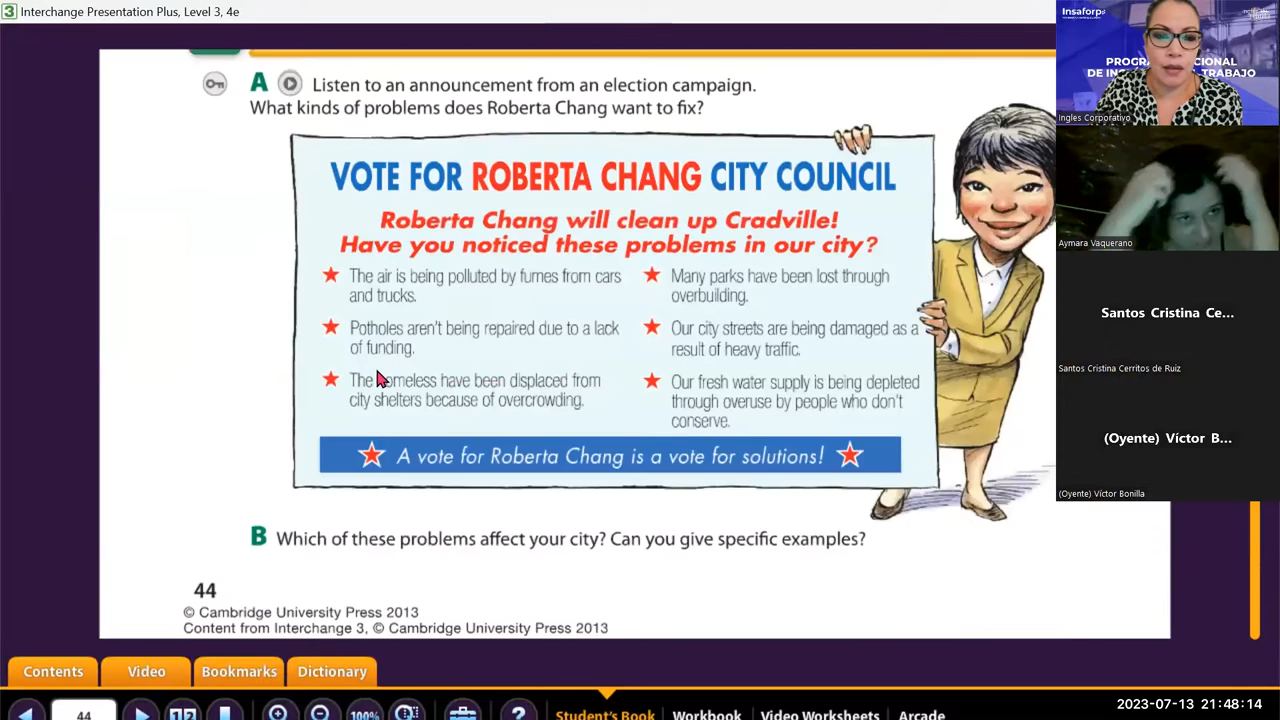 Interchange Presentation Plus, Level 3, 4e
A Listen to an announcement from an election campaign.
What kinds of problems does Roberta Chang want to fix?
VOTE FOR ROBERTA CHANG CITY COUNCIL
Roberta Chang will clean up Cradville!
Have you noticed these problems in our city?
The air is being polluted by fumes from cars
and trucks.
Potholes aren't being repaired due to a lack
of funding.
The homeless have been displaced from
city shelters because of overcrowding.
Many parks have been lost through
overbuilding.
Our city streets are being damaged as a
result of heavy traffic.
Our fresh water supply is being depleted
through overuse by people who don't
conserve.
A vote for Roberta Chang is a vote for solutions!
B Which of these problems affect your city? Can you give specific examples?
44
© Cambridge University Press 2013
Content from Interchange 3, © Cambridge University Press 2013
Contents Video Bookmarks Dictionary
44
100%
?
Student's Book Workbook Video Worksheets Arcade
2023-07-13 21:48:14
Insaforp
Ingles Corporativo
Aymara Vaquerano
Santos Cristina Ce...
Santos Cristina Cerritos de Ruiz
(Oyente) Víctor B...
(Oyente) Víctor Bonilla